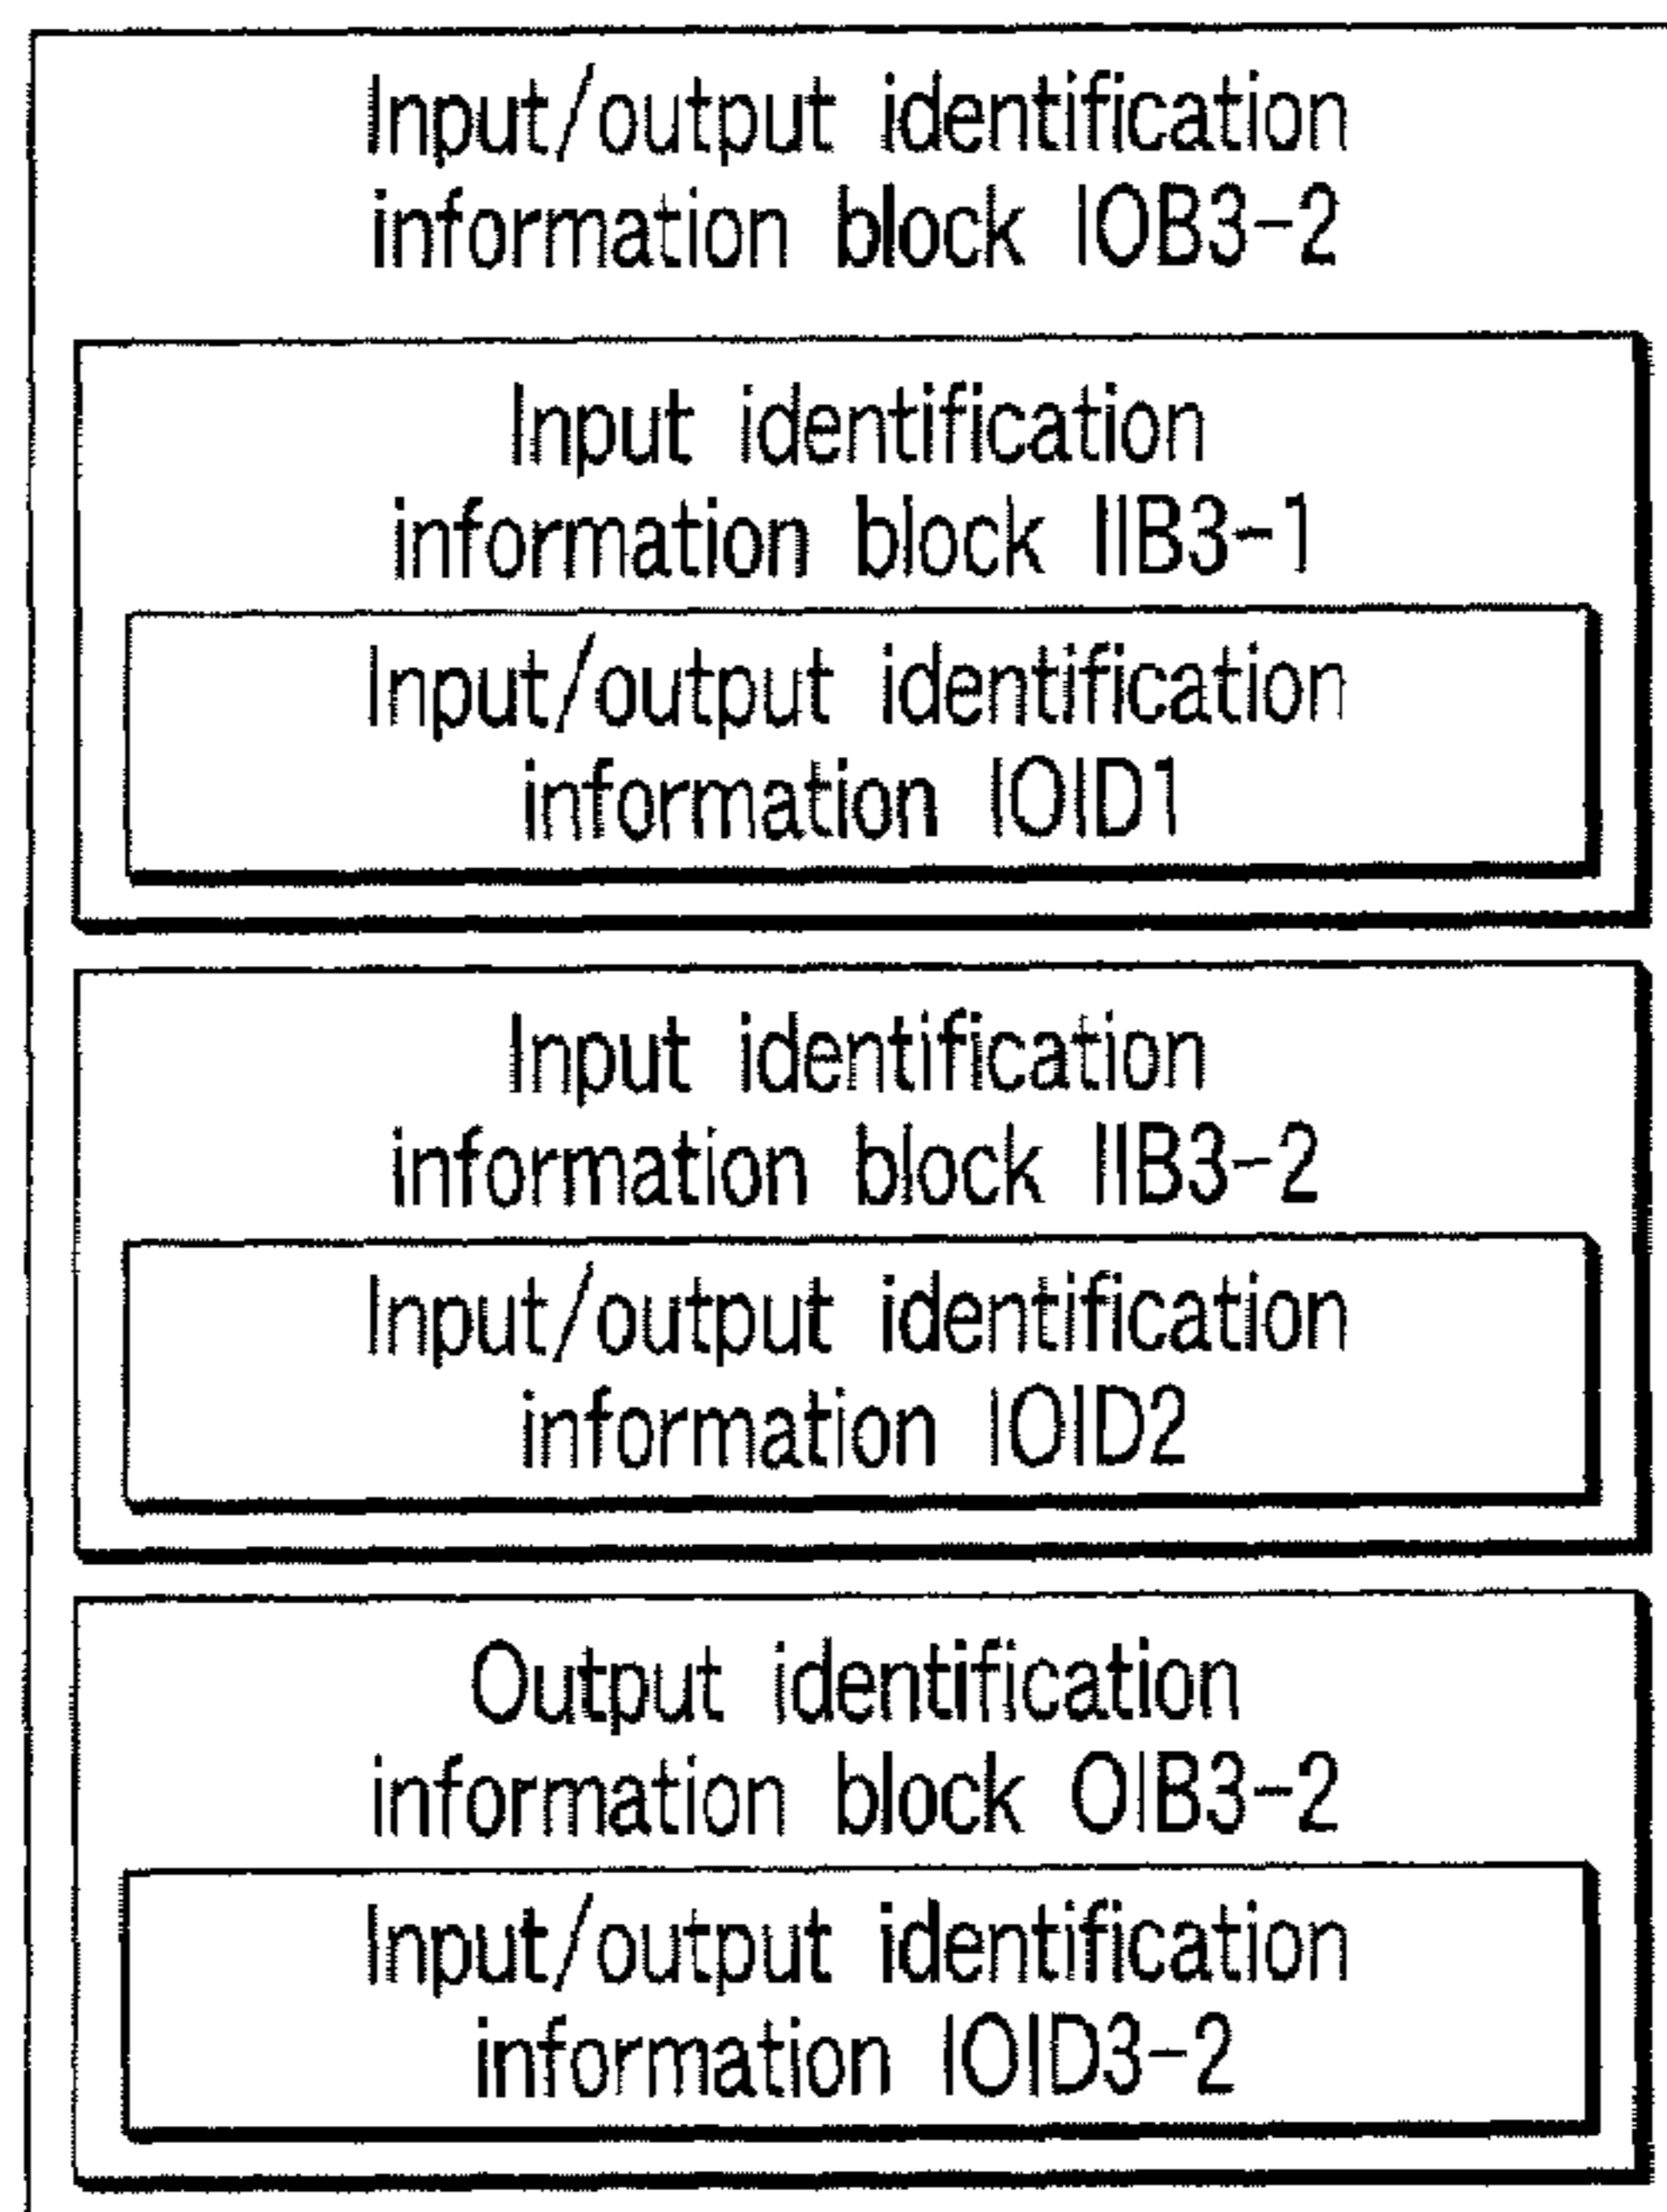 Input/output identification
information block IOB3-2
Input identification
information block IIB3-1
Input/output identification
information IOID1
Input identification
information block IIB3-2
Input/output identification
information IOID2
Output identification
information block OIB3-2
Input/output identification
information IOID3-2